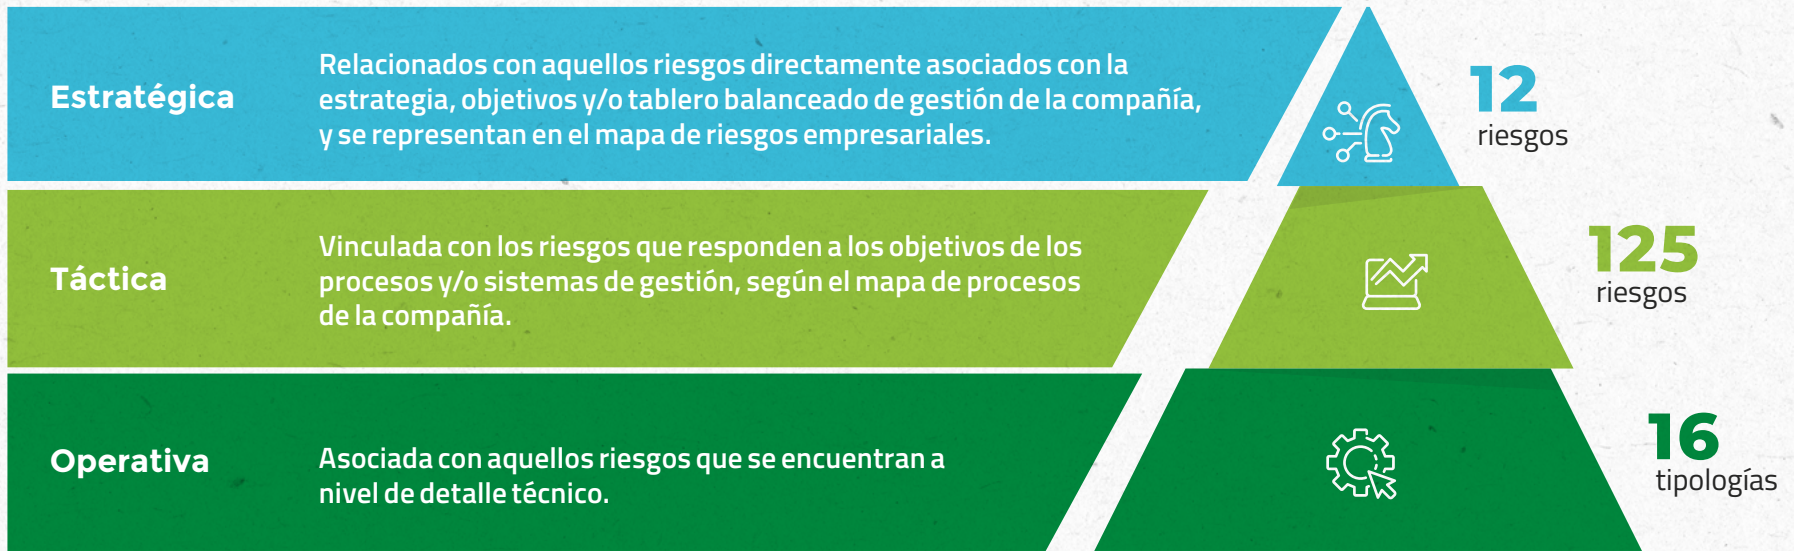 Estratégica
Relacionados con aquellos riesgos directamente asociados con la
estrategia, objetivos y/o tablero balanceado de gestión de la compañía,
y se representan en el mapa de riesgos empresariales.
12
riesgos
Táctica
Vinculada con los riesgos que responden a los objetivos de los
procesos y/o sistemas de gestión, según el mapa de procesos
de la compañía.
125
riesgos
Operativa
Asociada con aquellos riesgos que se encuentran a
nivel de detalle técnico.
16
tipologías